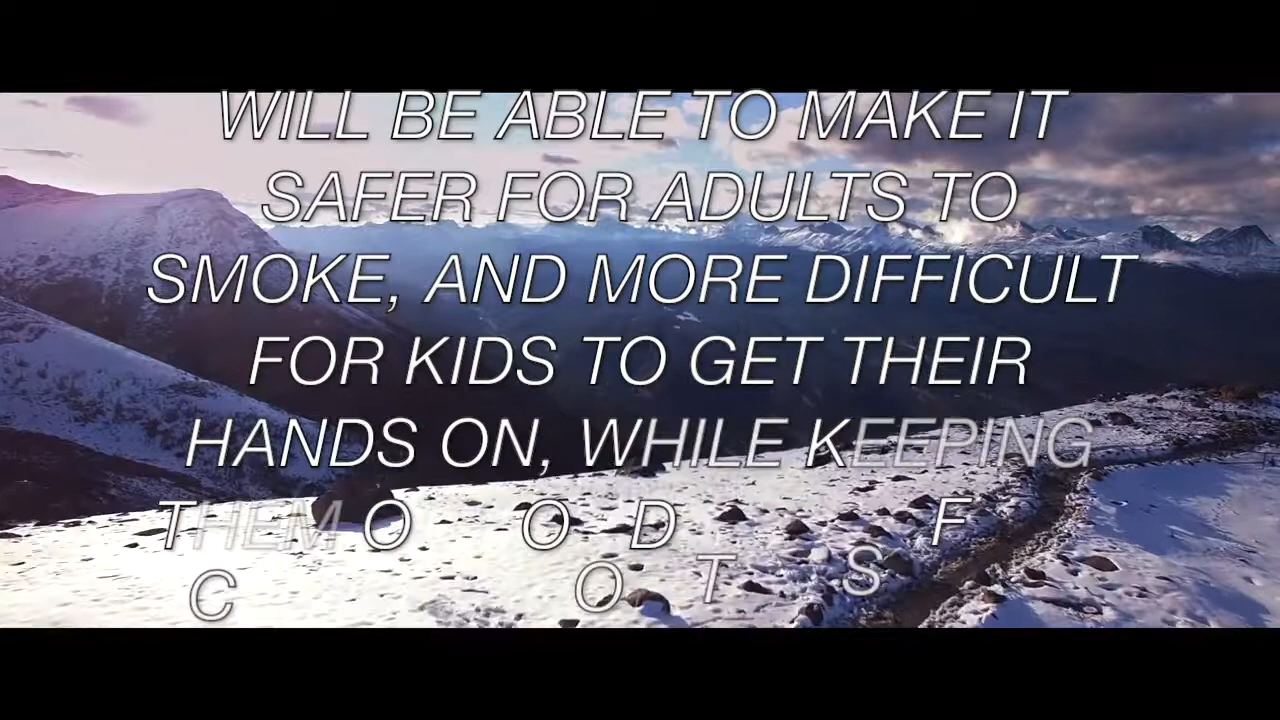 WILL BE ABLE TO MAKE IT
SAFER FOR ADULTS TO
SMOKE, AND MORE DIFFICULT
FOR KIDS TO GET THEIR
HANDS ON, WHILE KEEPING
THEM